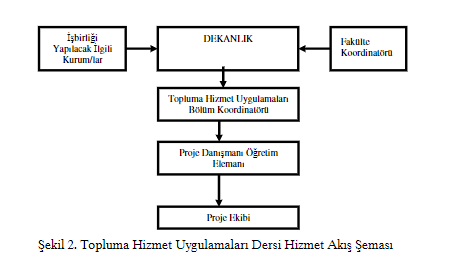 İşbirliği
Yapılacak İlgili
Kurum/lar
DEKANLIK
Fakülte
Koordinatörü
Topluma Hizmet Uygulamaları
Bölüm Koordinatörü
Proje Danışmanı Öğretim
Elemanı
Proje Ekibi
Şekil 2. Topluma Hizmet Uygulamaları Dersi Hizmet Akış Şeması